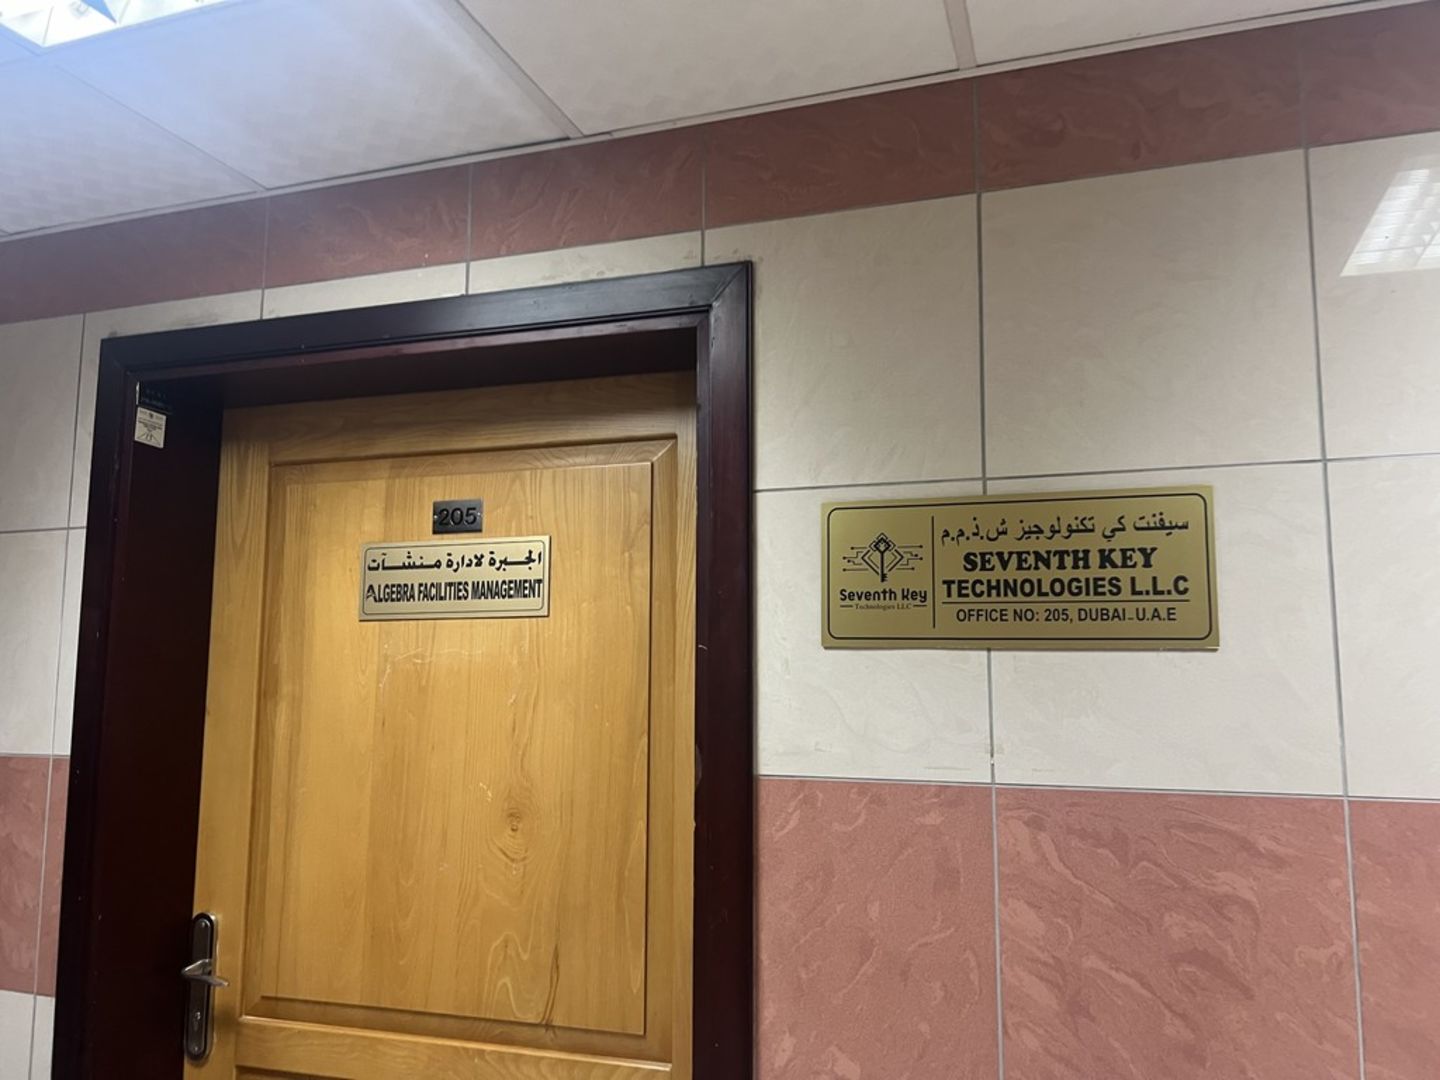 205
الجبرة لادارة منشآت
ALGEBRA FACILITIES MANAGEMENT
سيفنت كي تكنولوجيز ش.ذ.م.م
SEVENTH KEY
TECHNOLOGIES L.L.C
OFFICE NO: 205, DUBAI-U.A.E
Seventh Key
Technologies LLC